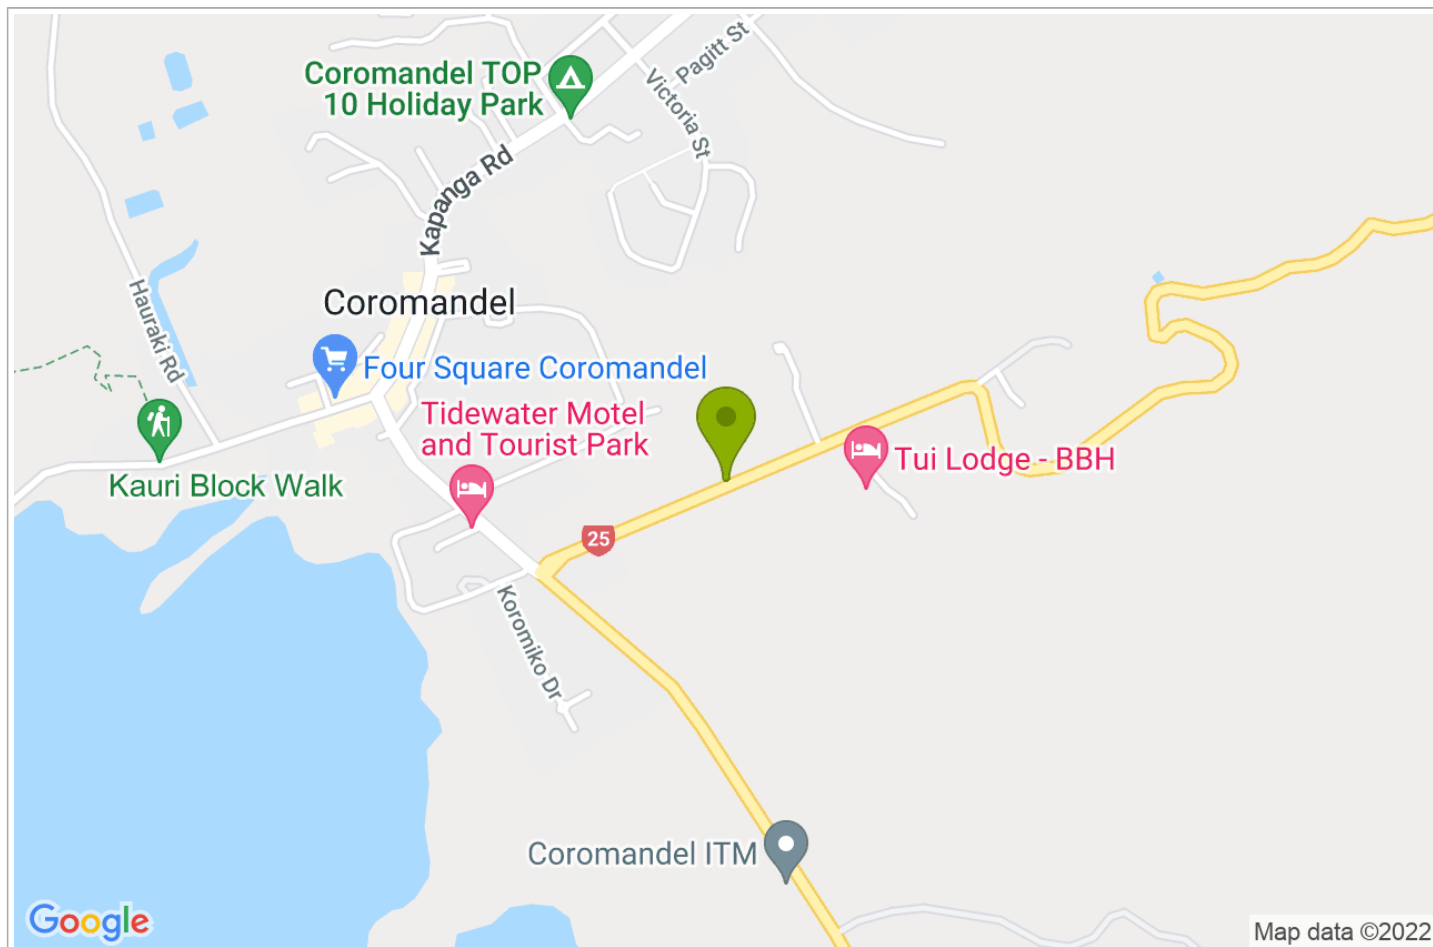 Pagitt St
Coromandel TOP
10 Holiday Park
Victoria St
Kapanga Rd
Hauraki Rd
Coromandel
Four Square Coromandel
Tidewater Motel
and Tourist Park
Kauri Block Walk
Tui Lodge - BBH
25
Koromiko Dr
Coromandel ITM
Google
Map data ©2022